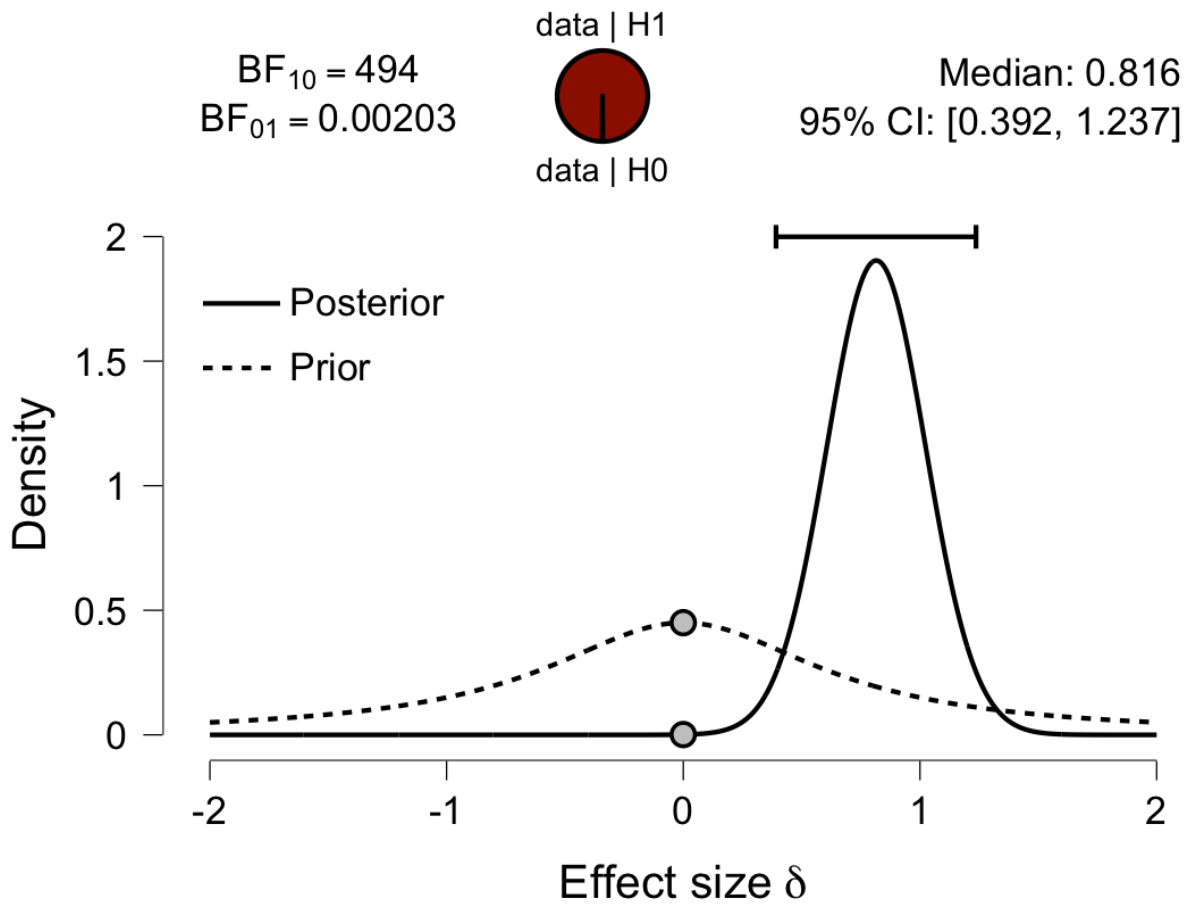 data | H1
BF₁₀ = 494
BF₀₁ = 0.00203
data | H0
Median: 0.816
95% CI: [0.392, 1.237]
Posterior
Prior
Density
2
1.5
1
0.5
0
-2
-1
0
1
2
Effect size δ